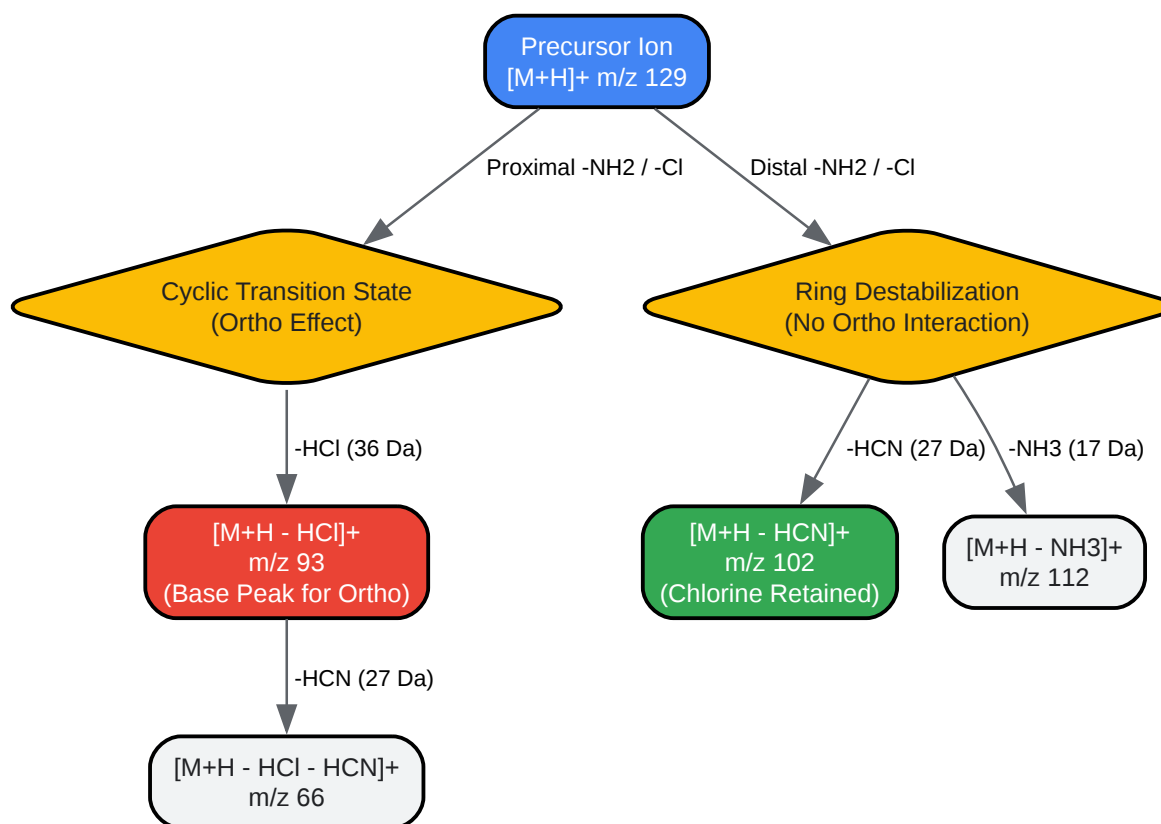 Precursor Ion
[M+H]+ m/z 129
Proximal -NH2 / -Cl
Distal -NH2 / -Cl
Cyclic Transition State
(Ortho Effect)
Ring Destabilization
(No Ortho Interaction)
-HCl (36 Da)
-HCN (27 Da)
-NH3 (17 Da)
[M+H - HCl]+
m/z 93
(Base Peak for Ortho)
[M+H - HCN]+
m/z 102
(Chlorine Retained)
[M+H - NH3]+
m/z 112
-HCN (27 Da)
[M+H - HCl - HCN]+
m/z 66